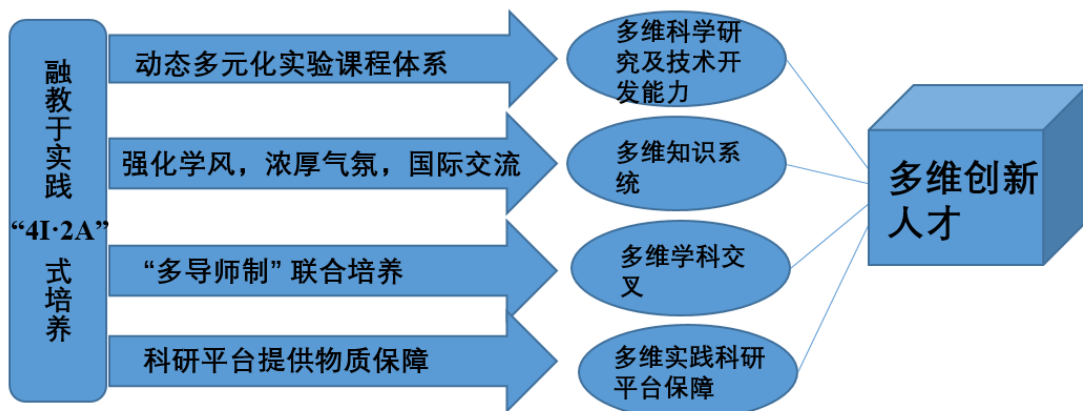 融教于实践
“4I·2A”
式培养
动态多元化实验课程体系
强化学风，浓厚气氛，国际交流
“多导师制” 联合培养
科研平台提供物质保障
多维科学研
究及技术开
发能力
多维知识系
统
多维学科交
叉
多维实践科研
平台保障
多维创新
人才